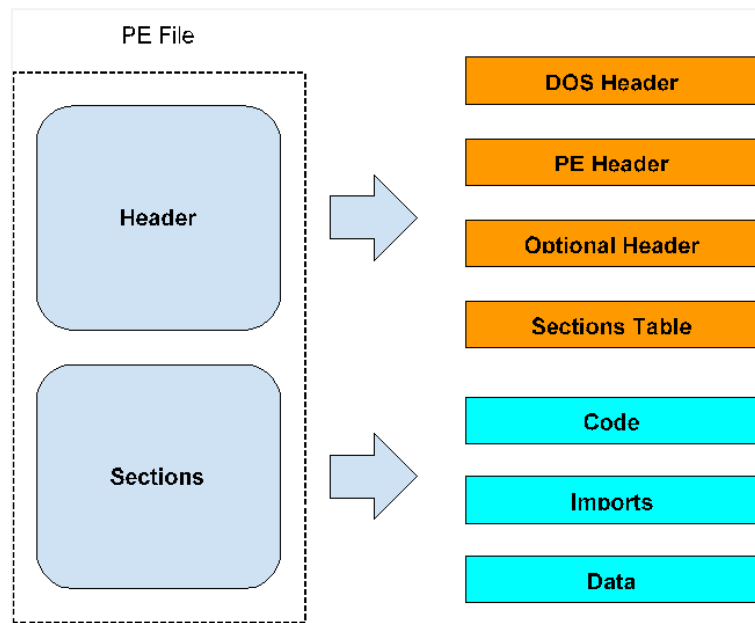 PE File
Header
Sections
DOS Header
PE Header
Optional Header
Sections Table
Code
Imports
Data